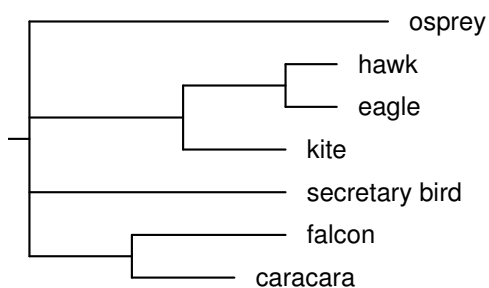 osprey
hawk
eagle
kite
secretary bird
falcon
caracara